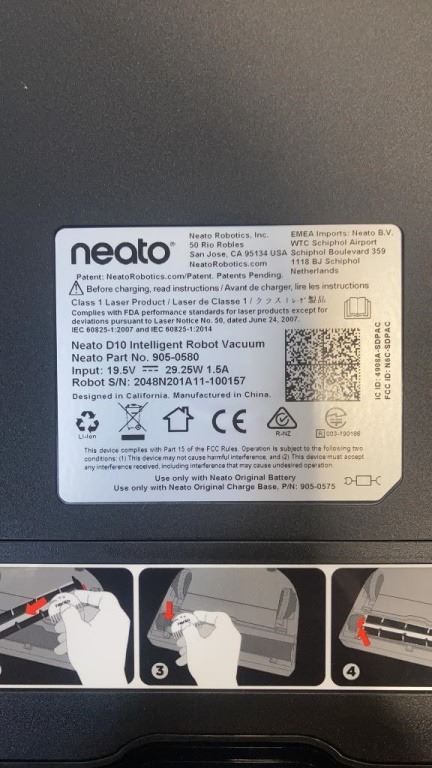 neato®
Neato Robotics, Inc.
50 Rio Robles
San Jose, CA 95134 USA
NeatoRobotics.com
EMEA Imports: Neato B.V.
WTC Schiphol Airport
Schiphol Boulevard 359
1118 BJ Schiphol
Netherlands
Patent: NeatoRobotics.com/Patent. Patents Pending.
Before charging, read instructions / Avant de charger, lire les instructions
Class 1 Laser Product / Laser de Classe 1 / クラス1レーザ製品
Complies with FDA performance standards for laser products except for
deviations pursuant to Laser Notice No. 50, dated June 24, 2007.
IEC 60825-1:2007 and IEC 60825-1:2014
Neato D10 Intelligent Robot Vacuum
Neato Part No. 905-0580
Input: 19.5V 29.25W 1.5A
Robot S/N: 2048N201A11-100157
Designed in California. Manufactured in China.
IC ID: 4908A-SDPAC
FCC ID: N6C-SDPAC
Li-Ion
CE
R-NZ
R 003-190186
This device complies with Part 15 of the FCC Rules. Operation is subject to the following two
conditions: (1) This device may not cause harmful interference, and (2) This device must accept
any interference received, including interference that may cause undesired operation.
Use only with Neato Original Battery
Use only with Neato Original Charge Base, P/N: 905-0575
neato
3
neato
4